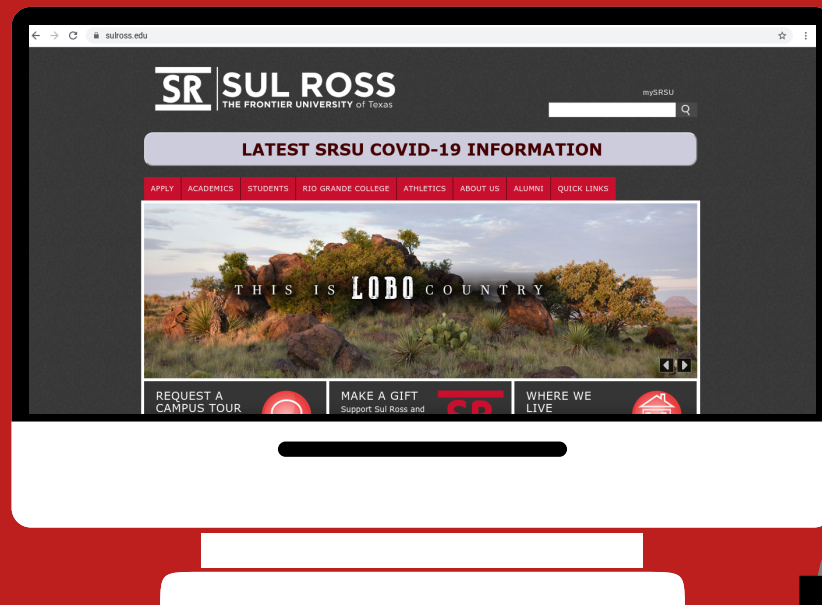 sulross.edu
SR SUL ROSS
THE FRONTIER UNIVERSITY of Texas
mySRSU
LATEST SRSU COVID-19 INFORMATION
APPLY ACADEMICS STUDENTS RIO GRANDE COLLEGE ATHLETICS ABOUT US ALUMNI QUICK LINKS
THIS IS LOBO COUNTRY
REQUEST A
CAMPUS TOUR
MAKE A GIFT
Support Sul Ross and
SR
WHERE WE
LIVE